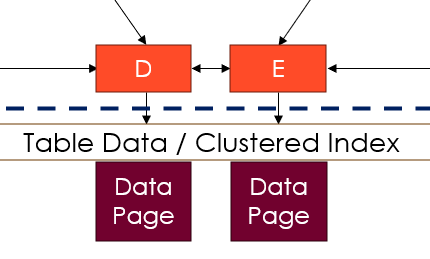 D E
Table Data / Clustered Index
Data Data
Page Page